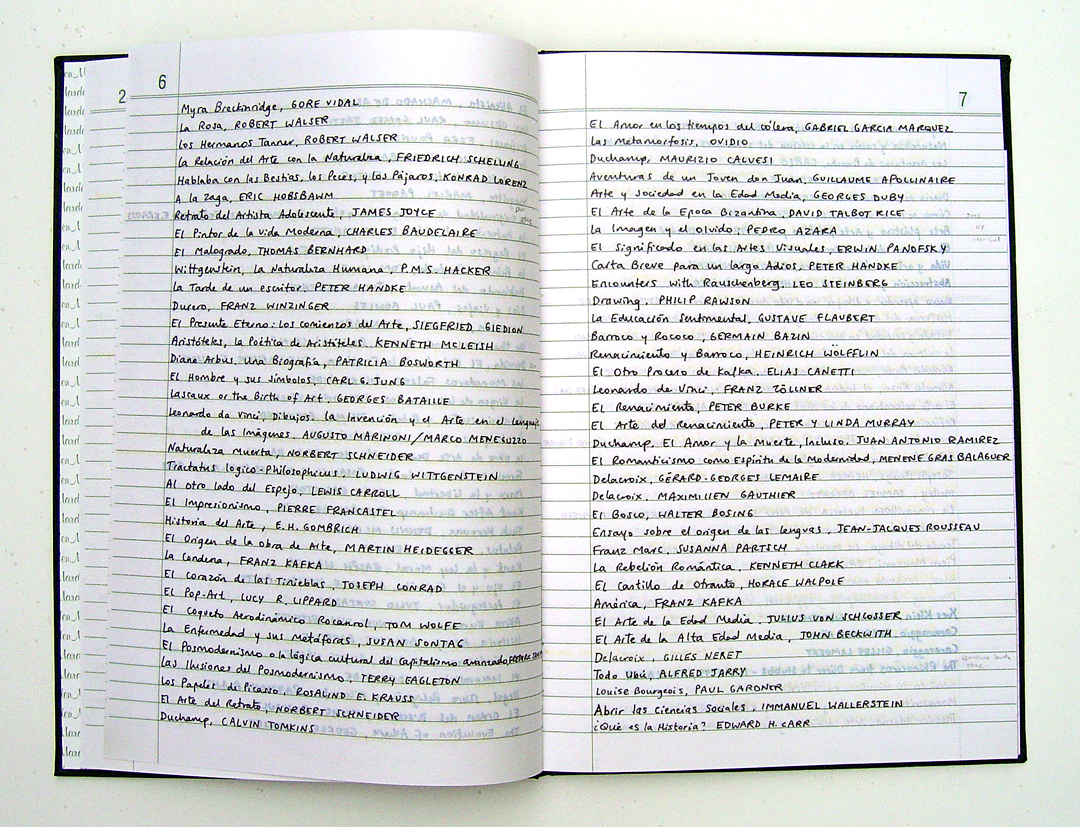 6
Myra Breckinridge, GORE VIDAL
La Rosa, ROBERT WALSER
Los Hermanos Tanner, ROBERT WALSER
La Relación del Arte con la Naturaleza, FRIEDRICH SCHELLING
Hablaba con las Bestias, los Peces, y los Pájaros, KONRAD LORENZ
A la Zaga, ERIC HOBSBAWM
Retrato del Artista Adolescente, JAMES JOYCE
El Pintor de la Vida Moderna, CHARLES BAUDELAIRE
El Malogrado, THOMAS BERNHARD
Wittgenstein, La Naturaliza Humana, P.M.S. HACKER
La Tarde de un escritor, PETER HANDKE
Durero, FRANZ WINZINGER
El Presente Eterno: Los comienzos del Arte, SIEGFRIED GIEDION
Aristóteles, la Poética de Aristóteles. KENNETH McLEISH
Diane Arbus. Una Biografía, PATRICIA BOSWORTH
El Hombre y sus símbolos, CARL G. JUNG
Lascaux or the Birth of Art, GEORGES BATAILLE
Leonardo da Vinci, Dibujos. La Invención y el Arte en el Lenguaje
de las Imágenes. AUGUSTO MARINONI/MARCO MENEGUZZO
Naturaleza Muerta, NORBERT SCHNEIDER
Tractatus logico-Philosophicus, LUDWIG WITTGENSTEIN
Al otro lado del Espejo, LEWIS CARROLL
El Impresionismo, PIERRE FRANCASTEL
Historia del Arte, E.H. GOMBRICH
El Origen de la obra de Arte, MARTIN HEIDEGGER
La Condena, FRANZ KAFKA
El corazón de las Tinieblas, JOSEPH CONRAD
El Pop-Art, LUCY R. LIPPARD
El Coqueto Aerodinámico Rocanrol, TOM WOLFE
La Enfermedad y sus metáforas, SUSAN SONTAG
El Posmodernismo o la lógica cultural del Capitalismo avanzado,
Las Ilusiones del Posmodernismo, TERRY EAGLETON
Los Papeles de Picasso. ROSALIND E. KRAUSS
El Arte del Retrato, NORBERT SCHNEIDER
Duchamp, CALVIN TOMKINS
7
El Amor en los tiempos del cólera, GABRIEL GARCIA MARQUEZ
Las Metamorfosis, OVIDIO
Duchamp, MAURIZIO CALVESI
Aventuras de un Joven don Juan, GUILLAUME APOLLINAIRE
Arte y Sociedad en la Edad Media, GEORGES DUBY
El Arte de la Epoca Bizantina, DAVID TALBOT RICE
La Imagen y el olvido, PEDRO AZARA
El Significado en las Artes Visuales, ERWIN PANOFSKY
Carta Breve para un largo Adiós, PETER HANDKE
Encounters with Rauschenberg. LEO STEINBERG
Drawing, PHILIP RAWSON
La Educación Sentimental, GUSTAVE FLAUBERT
Barroco y Rococo, GERMAIN BAZIN
Renacimiento y Barroco, HEINRICH WÖLFFLIN
El Otro Proceso de Kafka, ELIAS CANETTI
Leonardo de Vinci, FRANZ ZÖLLNER
El Renacimiento, PETER BURKE
El Arte del Renacimiento, PETER Y LINDA MURRAY
Duchamp, El Amor y la Muerte, Incluso. JUAN ANTONIO RAMIREZ
El Romanticismo como Espíritu de la Modernidad, MENENE GRAS BALAGUER
Delacroix, GÉRARD-GEORGES LEMAIRE
Delacroix, MAXIMILIEN GAUTHIER
El Bosco, WALTER BOSING
Ensayo sobre el origen de las lenguas, JEAN-JACQUES ROUSSEAU
Franz Marc, SUSANNA PARTSCH
La Rebelión Romántica, KENNETH CLARK
El Castillo de Otranto, HORACE WALPOLE
América, FRANZ KAFKA
El Arte de la Edad Media, JULIUS VON SCHLOSSER
El Arte de la Alta Edad Media, JOHN BECKWITH
Delacroix, GILLES NERET
Todo Ubú, ALFRED JARRY
Louise Bourgeois, PAUL GARDNER
Abrir las ciencias Sociales, IMMANUEL WALLERSTEIN
¿Qué es la Historia? EDWARD H. CARR
2